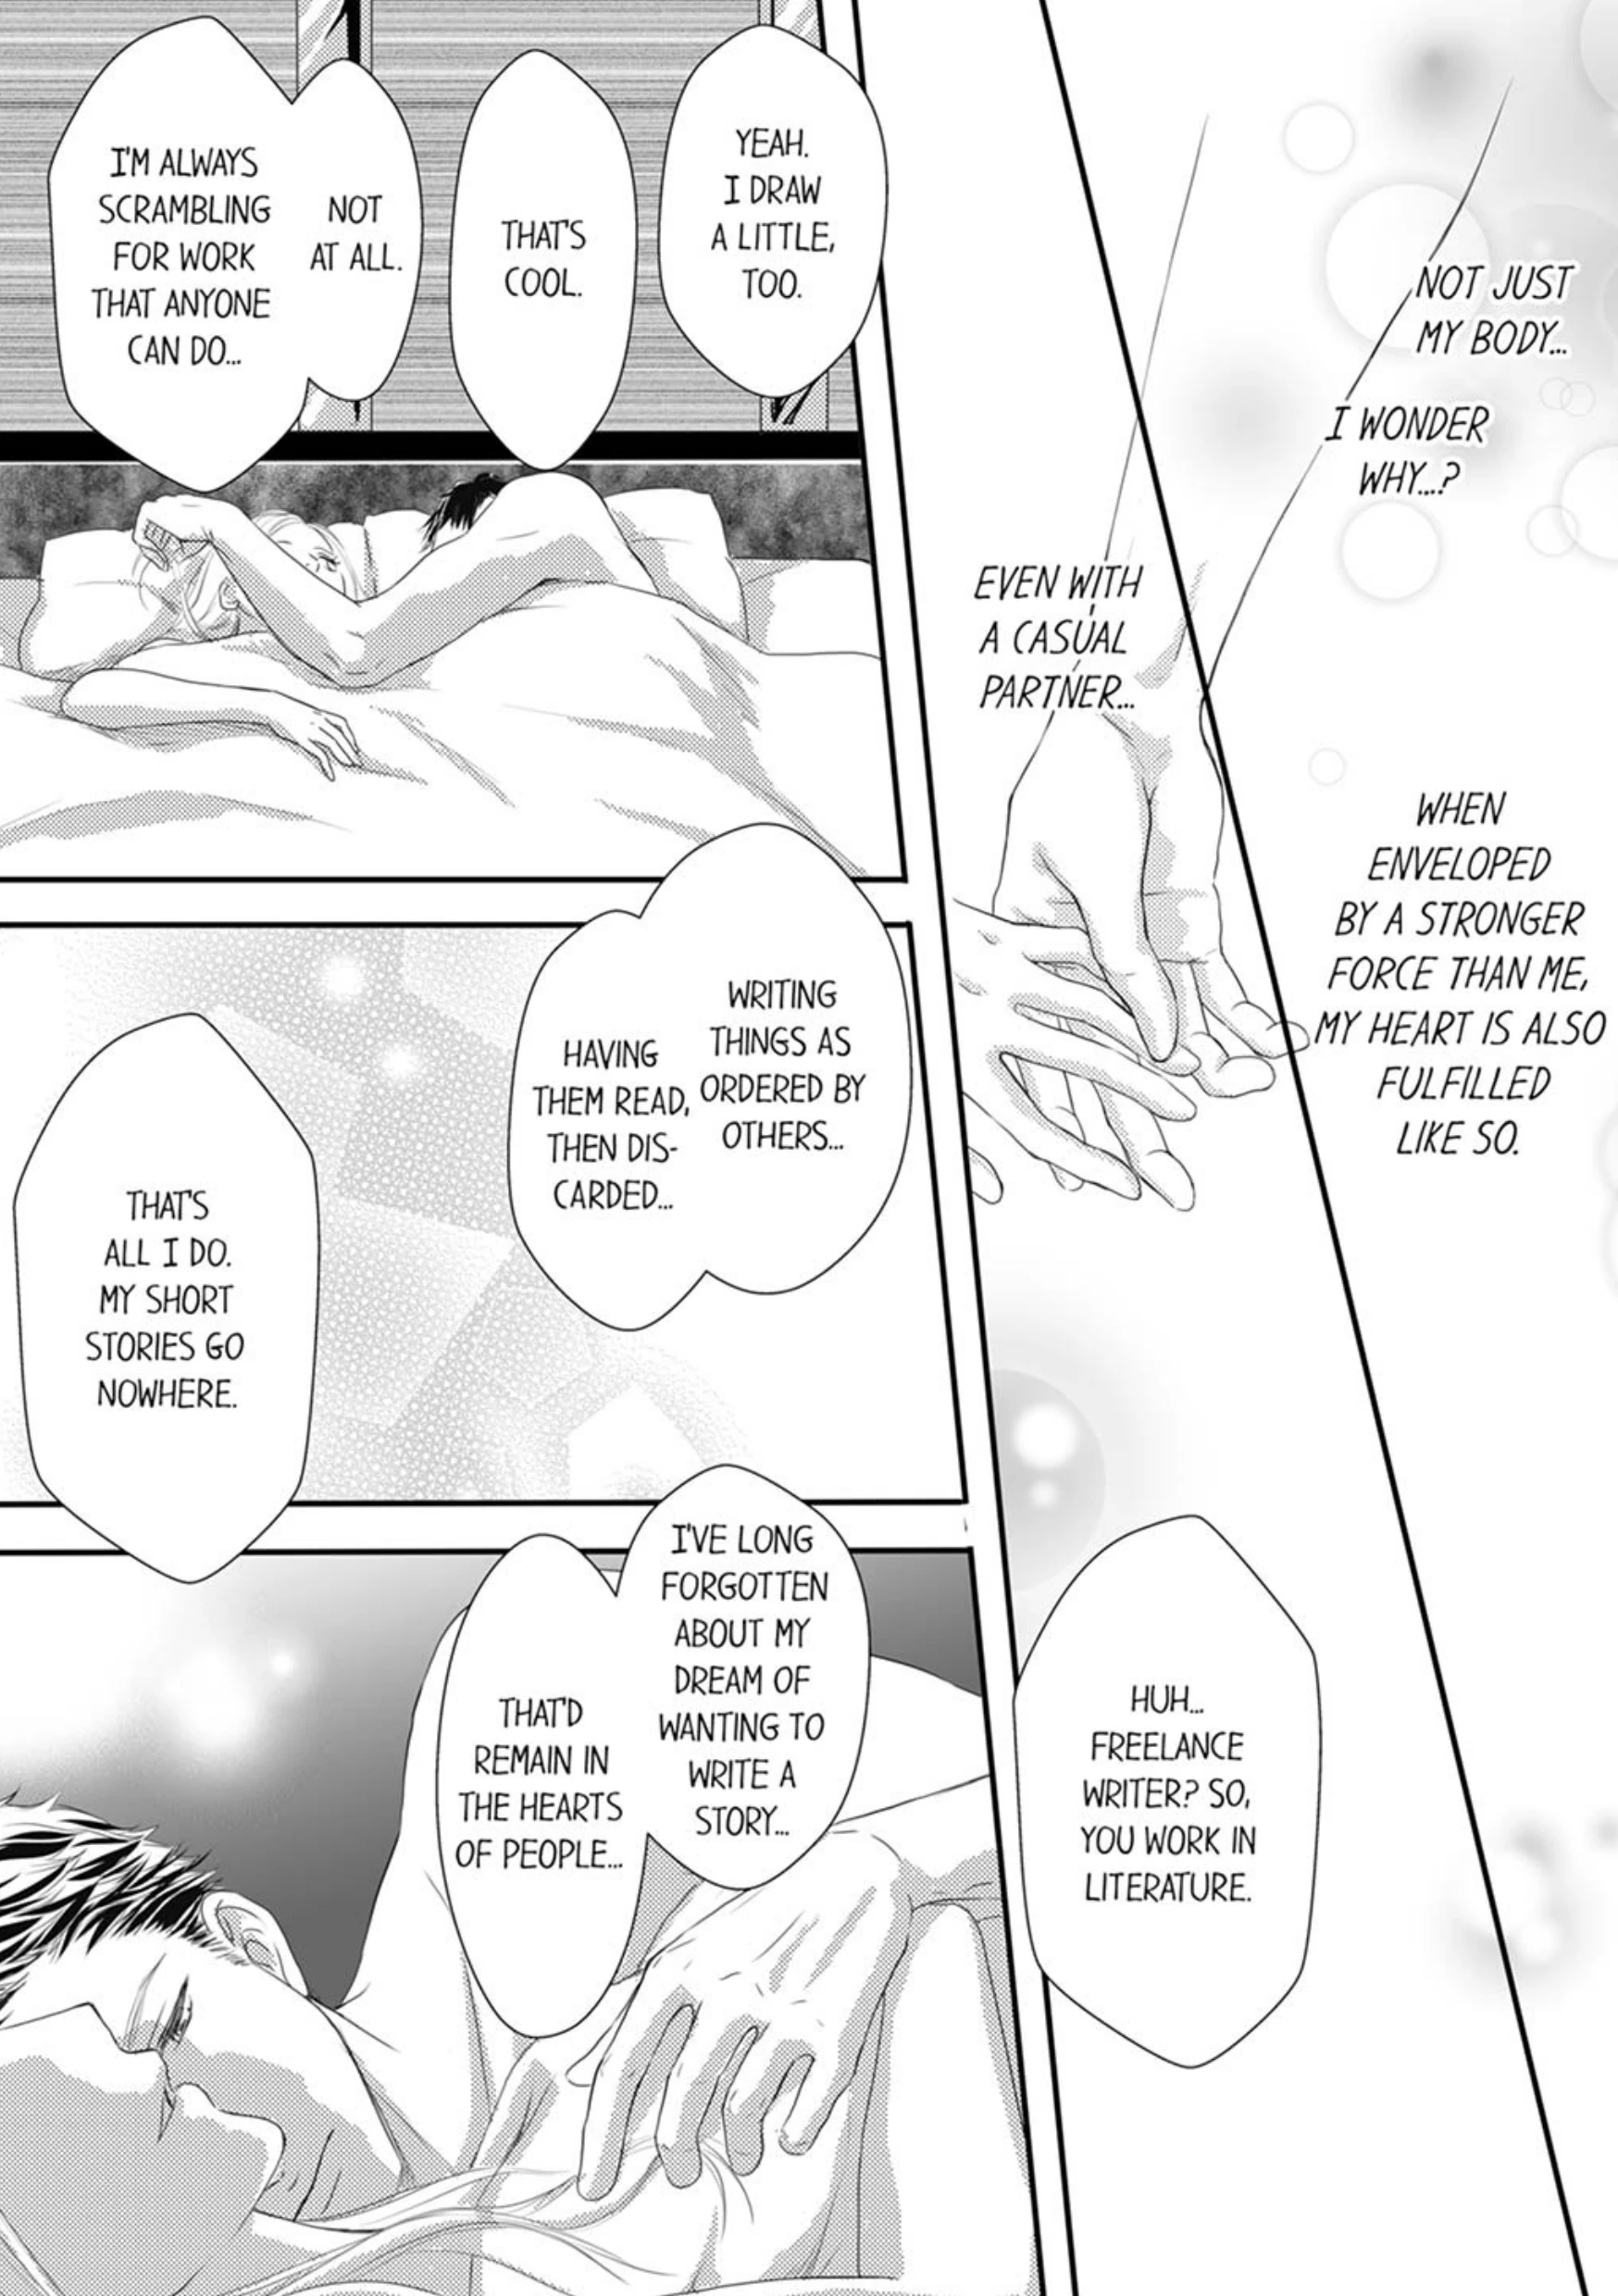 NOT JUST
MY BODY...
I WONDER
WHY...?
EVEN WITH
A CASUAL
PARTNER...
WHEN
ENVELOPED
BY A STRONGER
FORCE THAN ME,
MY HEART IS ALSO
FULFILLED
LIKE SO.
HUH...
FREELANCE
WRITER? SO,
YOU WORK IN
LITERATURE.
YEAH.
I DRAW
A LITTLE,
TOO.
THAT'S
COOL.
NOT
AT ALL.
I'M ALWAYS
SCRAMBLING
FOR WORK
THAT ANYONE
CAN DO...
WRITING
THINGS AS
ORDERED BY
OTHERS...
HAVING
THEM READ,
THEN DIS-
CARDED...
THAT'S
ALL I DO.
MY SHORT
STORIES GO
NOWHERE.
I'VE LONG
FORGOTTEN
ABOUT MY
DREAM OF
WANTING TO
WRITE A
STORY...
THAT'D
REMAIN IN
THE HEARTS
OF PEOPLE...